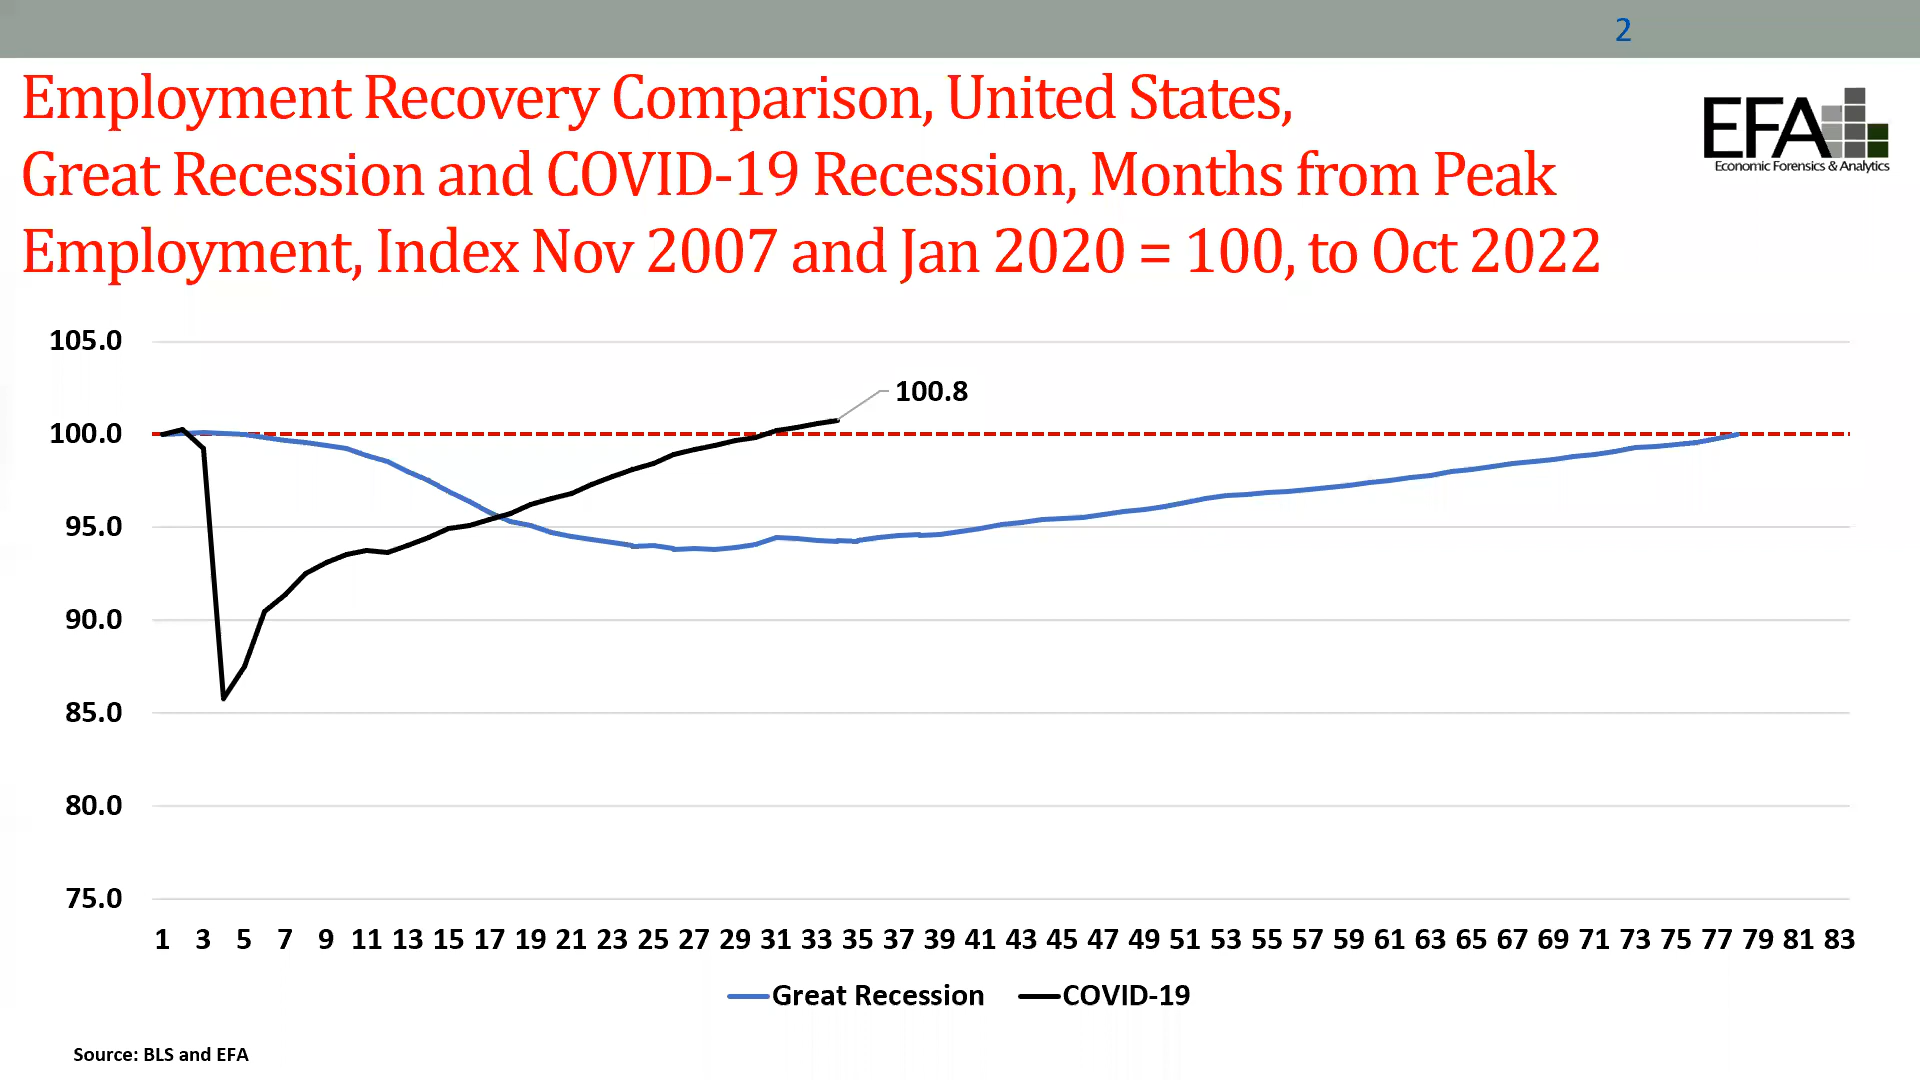 2
Employment Recovery Comparison, United States,
Great Recession and COVID-19 Recession, Months from Peak
Employment, Index Nov 2007 and Jan 2020 = 100, to Oct 2022
EFA
Economic Forensics & Analytics
105.0
100.8
100.0
95.0
90.0
85.0
80.0
75.0
1 3 5 7 9 11 13 15 17 19 21 23 25 27 29 31 33 35 37 39 41 43 45 47 49 51 53 55 57 59 61 63 65 67 69 71 73 75 77 79 81 83
Great Recession COVID-19
Source: BLS and EFA